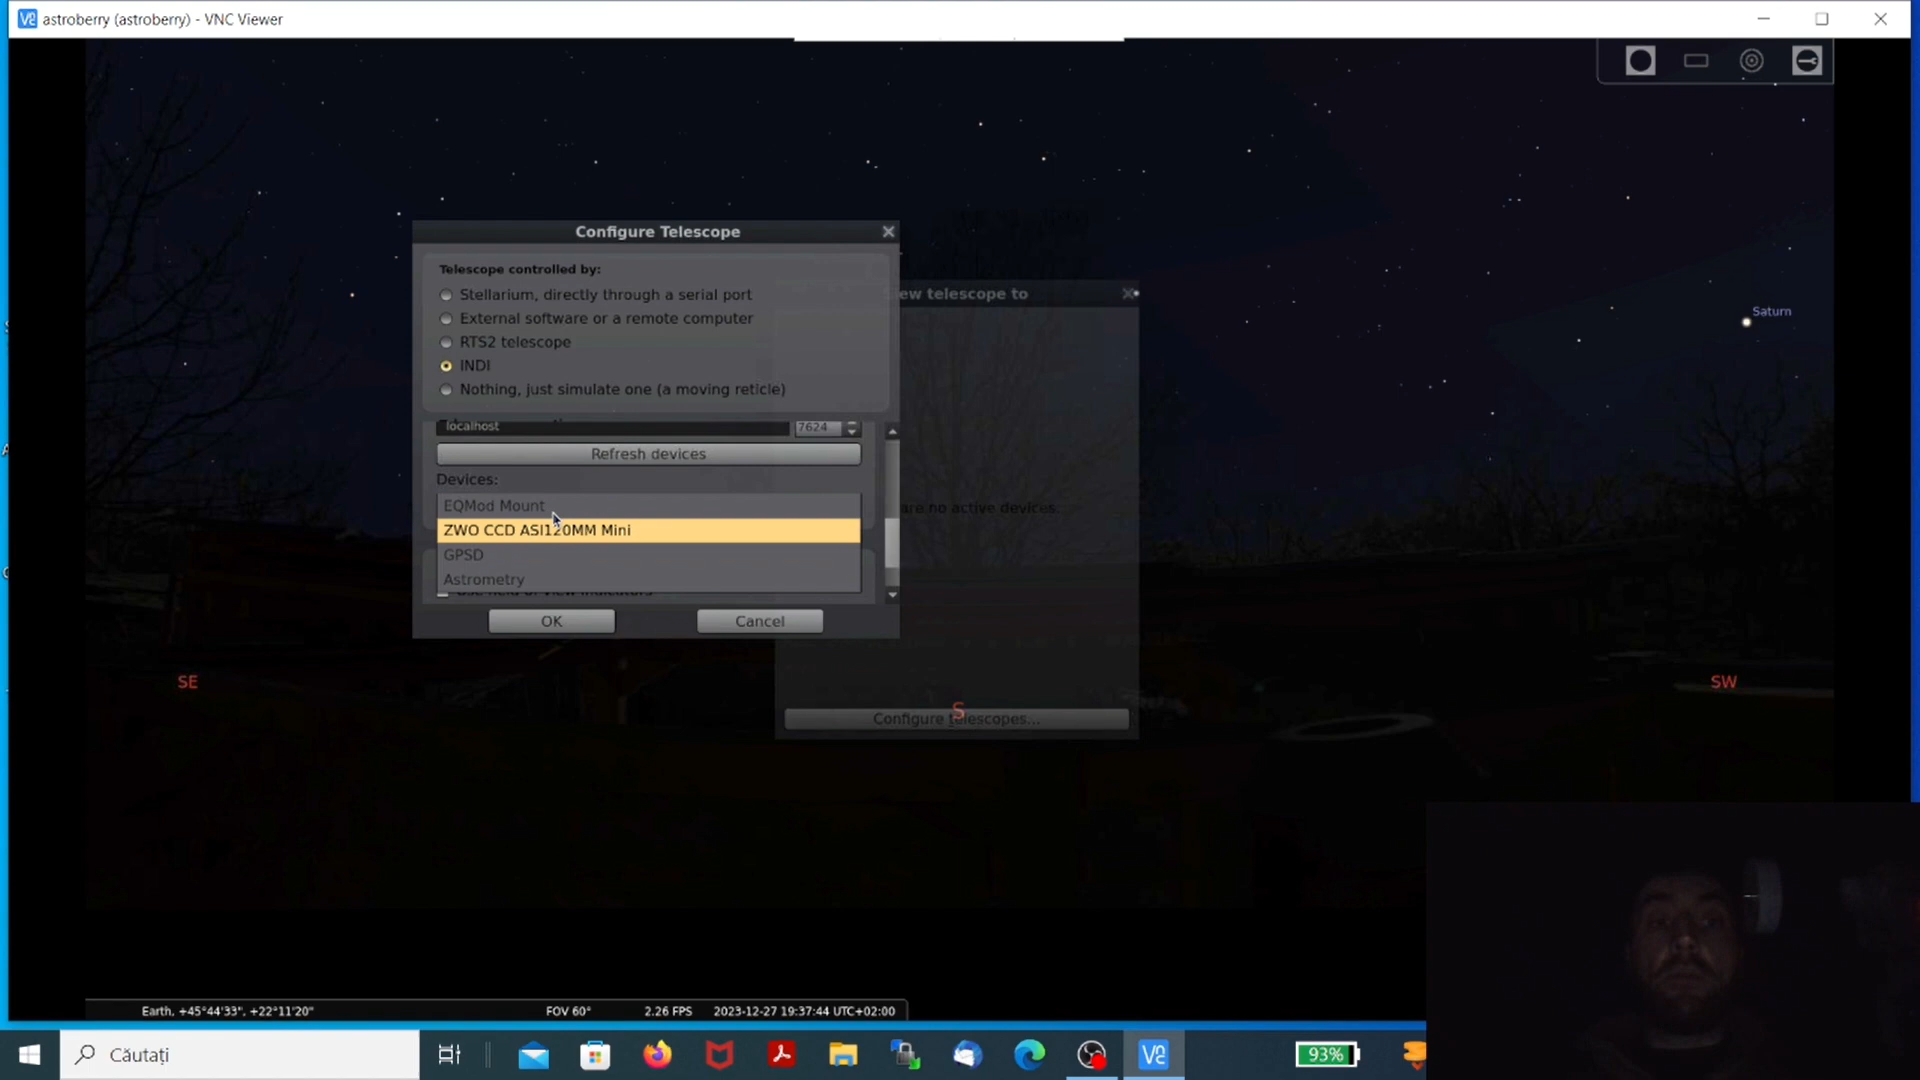 astroberry (astroberry) - VNC Viewer
Saturn
Configure Telescope
Telescope controlled by:
Stellarium, directly through a serial port
External software or a remote computer
RTS2 telescope
INDI
Nothing, just simulate one (a moving reticle)
ew telescope to
localhost 7624
Refresh devices
Devices:
EQMod Mount
are no active devices.
ZWO CCD ASI120MM Mini
GPSD
Astrometry
OK Cancel
SE
SW
S
Configure telescopes...
Earth, +45°44'33", +22°11'20" FOV 60° 2.26 FPS 2023-12-27 19:37:44 UTC+02:00
Căutați
93%